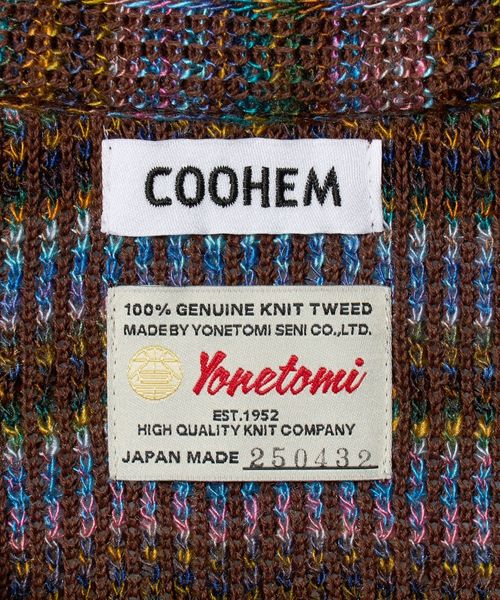 COOHEM
100% GENUINE KNIT TWEED
MADE BY YONETOMI SENI CO.,LTD.
Yonetomi
EST.1952
HIGH QUALITY KNIT COMPANY
JAPAN MADE 250432